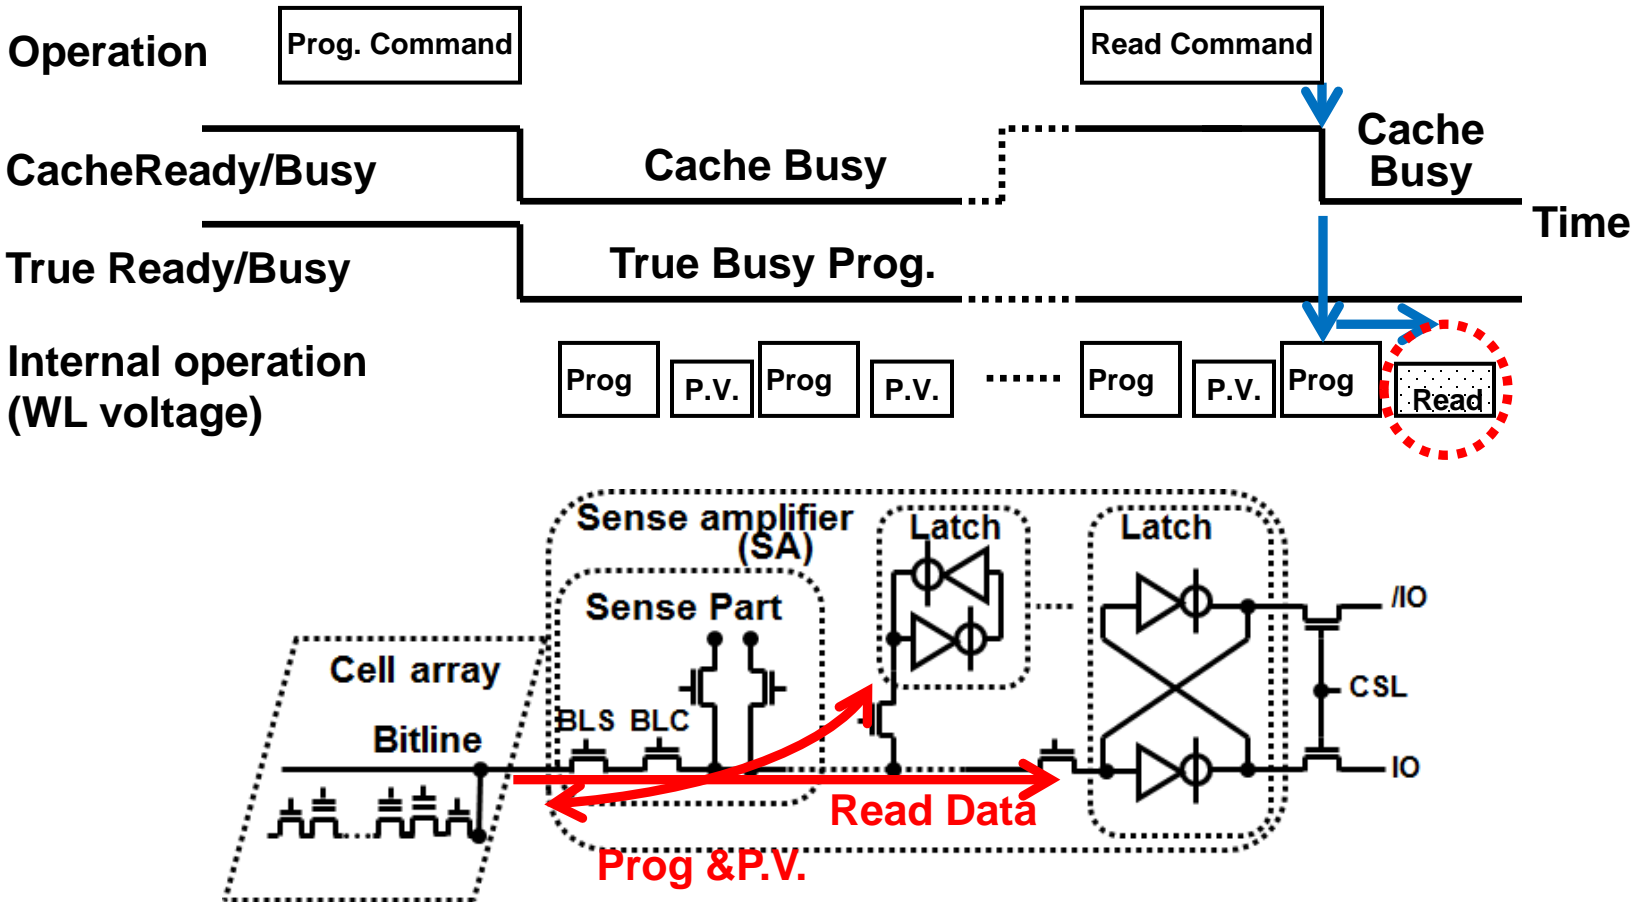 Operation
Prog. Command
Read Command
CacheReady/Busy
Cache Busy
Cache
Busy
Time
True Ready/Busy
True Busy Prog.
Internal operation
(WL voltage)
Prog
P.V.
Prog
P.V.
Prog
P.V.
Prog
Read
Sense amplifier
(SA)
Latch
Latch
Sense Part
/IO
Cell array
CSL
BLS
BLC
Bitline
IO
Read Data
Prog &P.V.